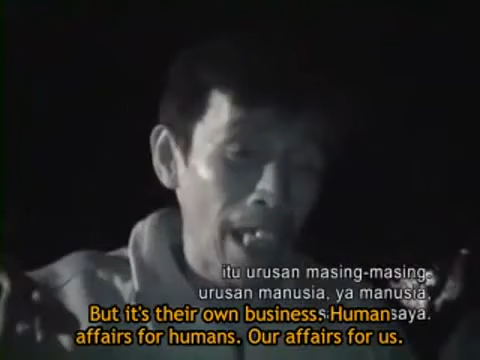 itu urusan masing-masing.
urusan manusia, ya manusia,
saya.
But it's their own business. Human
affairs for humans. Our affairs for us.